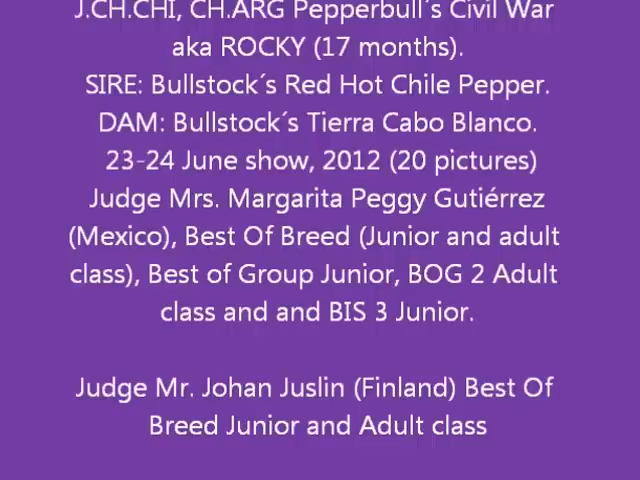 J.CH.CHI, CH.ARG Pepperbull´s Civil War
aka ROCKY (17 months).
SIRE: Bullstock´s Red Hot Chile Pepper.
DAM: Bullstock´s Tierra Cabo Blanco.
23-24 June show, 2012 (20 pictures)
Judge Mrs. Margarita Peggy Gutiérrez
(Mexico), Best Of Breed (Junior and adult
class), Best of Group Junior, BOG 2 Adult
class and and BIS 3 Junior.
Judge Mr. Johan Juslin (Finland) Best Of
Breed Junior and Adult class